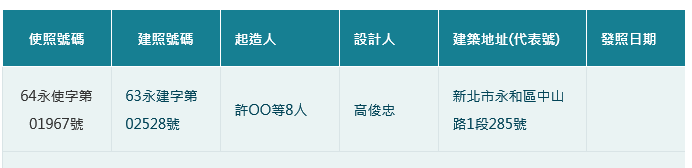 使照號碼 建照號碼 起造人 設計人 建築地址(代表號) 發照日期
64永使字第 63永建字第 許OO等8人 高俊忠 新北市永和區中山
01967號 02528號 路1段285號